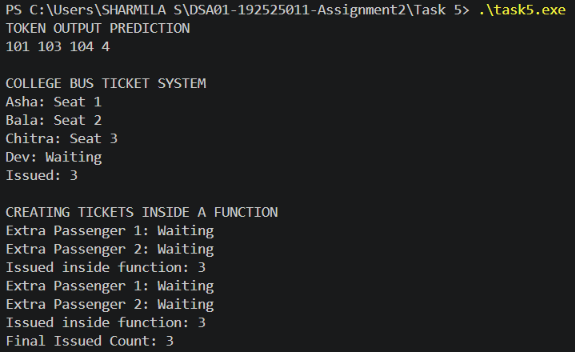 PS C:\Users\SHARMILA S\DSA01-192525011-Assignment2\Task 5> .\task5.exe
TOKEN OUTPUT PREDICTION
101 103 104 4

COLLEGE BUS TICKET SYSTEM
Asha: Seat 1
Bala: Seat 2
Chitra: Seat 3
Dev: Waiting
Issued: 3

CREATING TICKETS INSIDE A FUNCTION
Extra Passenger 1: Waiting
Extra Passenger 2: Waiting
Issued inside function: 3
Extra Passenger 1: Waiting
Extra Passenger 2: Waiting
Issued inside function: 3
Final Issued Count: 3